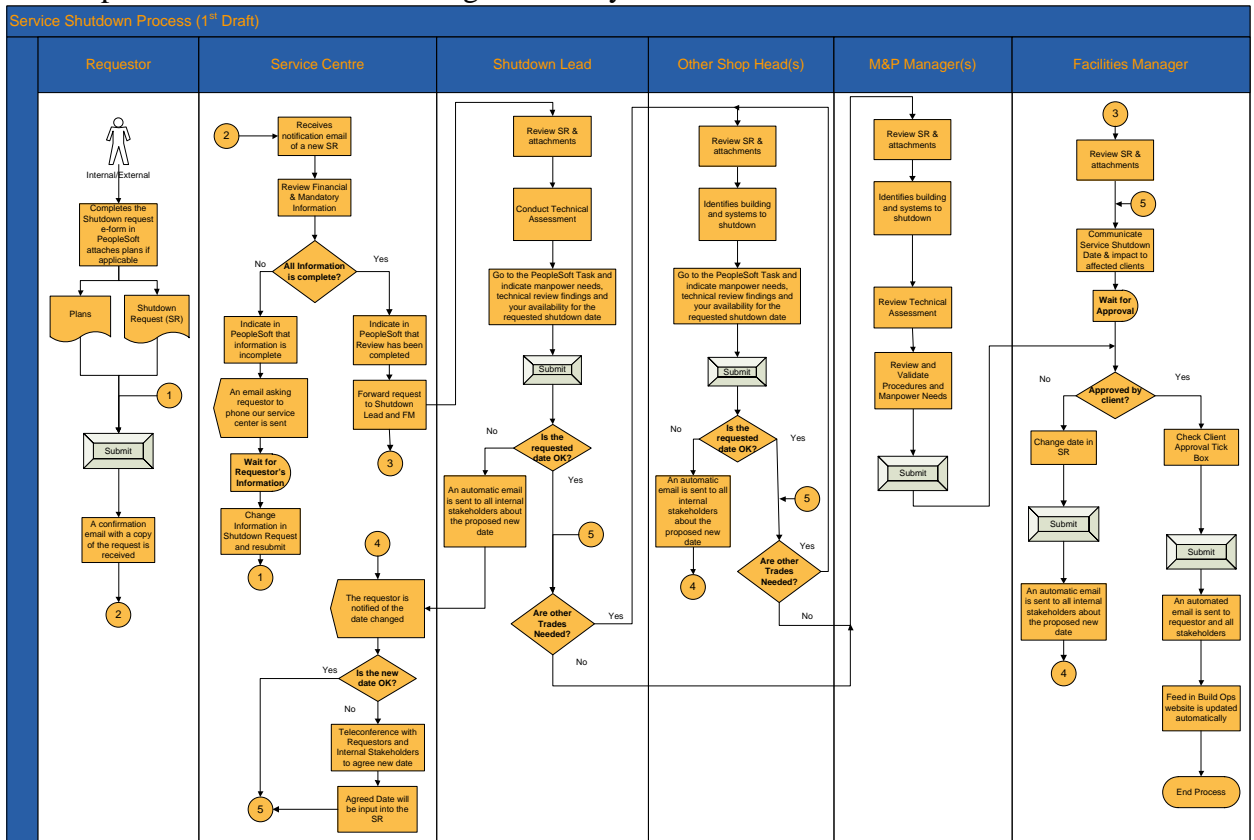 Service Shutdown Process (1st Draft)
Requestor
Service Centre
Shutdown Lead
Other Shop Head(s)
M&P Manager(s)
Facilities Manager
Internal/External
Completes the
Shutdown request
e-form in
PeopleSoft
attaches plans if
applicable
Plans
Shutdown
Request (SR)
1
Submit
A confirmation
email with a copy
of the request is
received
2
2
Receives
notification email
of a new SR
Review Financial
& Mandatory
Information
All Information
is complete?
No
Yes
Indicate in
PeopleSoft that
information is
incomplete
Indicate in
PeopleSoft that
Review has been
completed
An email asking
requestor to
phone our service
center is sent
Forward request
to Shutdown
Lead and FM
3
Wait for
Requestor's
Information
Change
Information in
Shutdown Request
and resubmit
1
4
The requestor is
notified of the
date changed
Is the new
date OK?
Yes
No
Teleconference with
Requestors and
Internal Stakeholders
to agree new date
Agreed Date will
be input into the
SR
5
Review SR &
attachments
Conduct Technical
Assessment
Go to the PeopleSoft Task and
indicate manpower needs,
technical review findings and
your availability for the
requested shutdown date
Submit
Is the
requested
date OK?
No
Yes
An automatic email
is sent to all internal
stakeholders about
the proposed new
date
5
Are other
Trades
Needed?
Yes
No
Review SR &
attachments
Identifies building
and systems to
shutdown
Go to the PeopleSoft Task and
indicate manpower needs,
technical review findings and
your availability for the
requested shutdown date
Submit
Is the
requested
date OK?
No
Yes
An automatic
email is sent to
all internal
stakeholders
about the
proposed new
date
4
5
Are other
Trades
Needed?
Yes
No
Review SR &
attachments
Identifies building
and systems to
shutdown
Review Technical
Assessment
Review and
Validate
Procedures and
Manpower Needs
Submit
3
Review SR &
attachments
5
Communicate
Service Shutdown
Date & impact to
affected clients
Wait for
Approval
Approved by
client?
No
Yes
Change date in
SR
Submit
An automatic email
is sent to all internal
stakeholders about
the proposed new
date
4
Check Client
Approval Tick
Box
Submit
An automated
email is sent to
requestor and all
stakeholders
Feed in Build Ops
website is updated
automatically
End Process